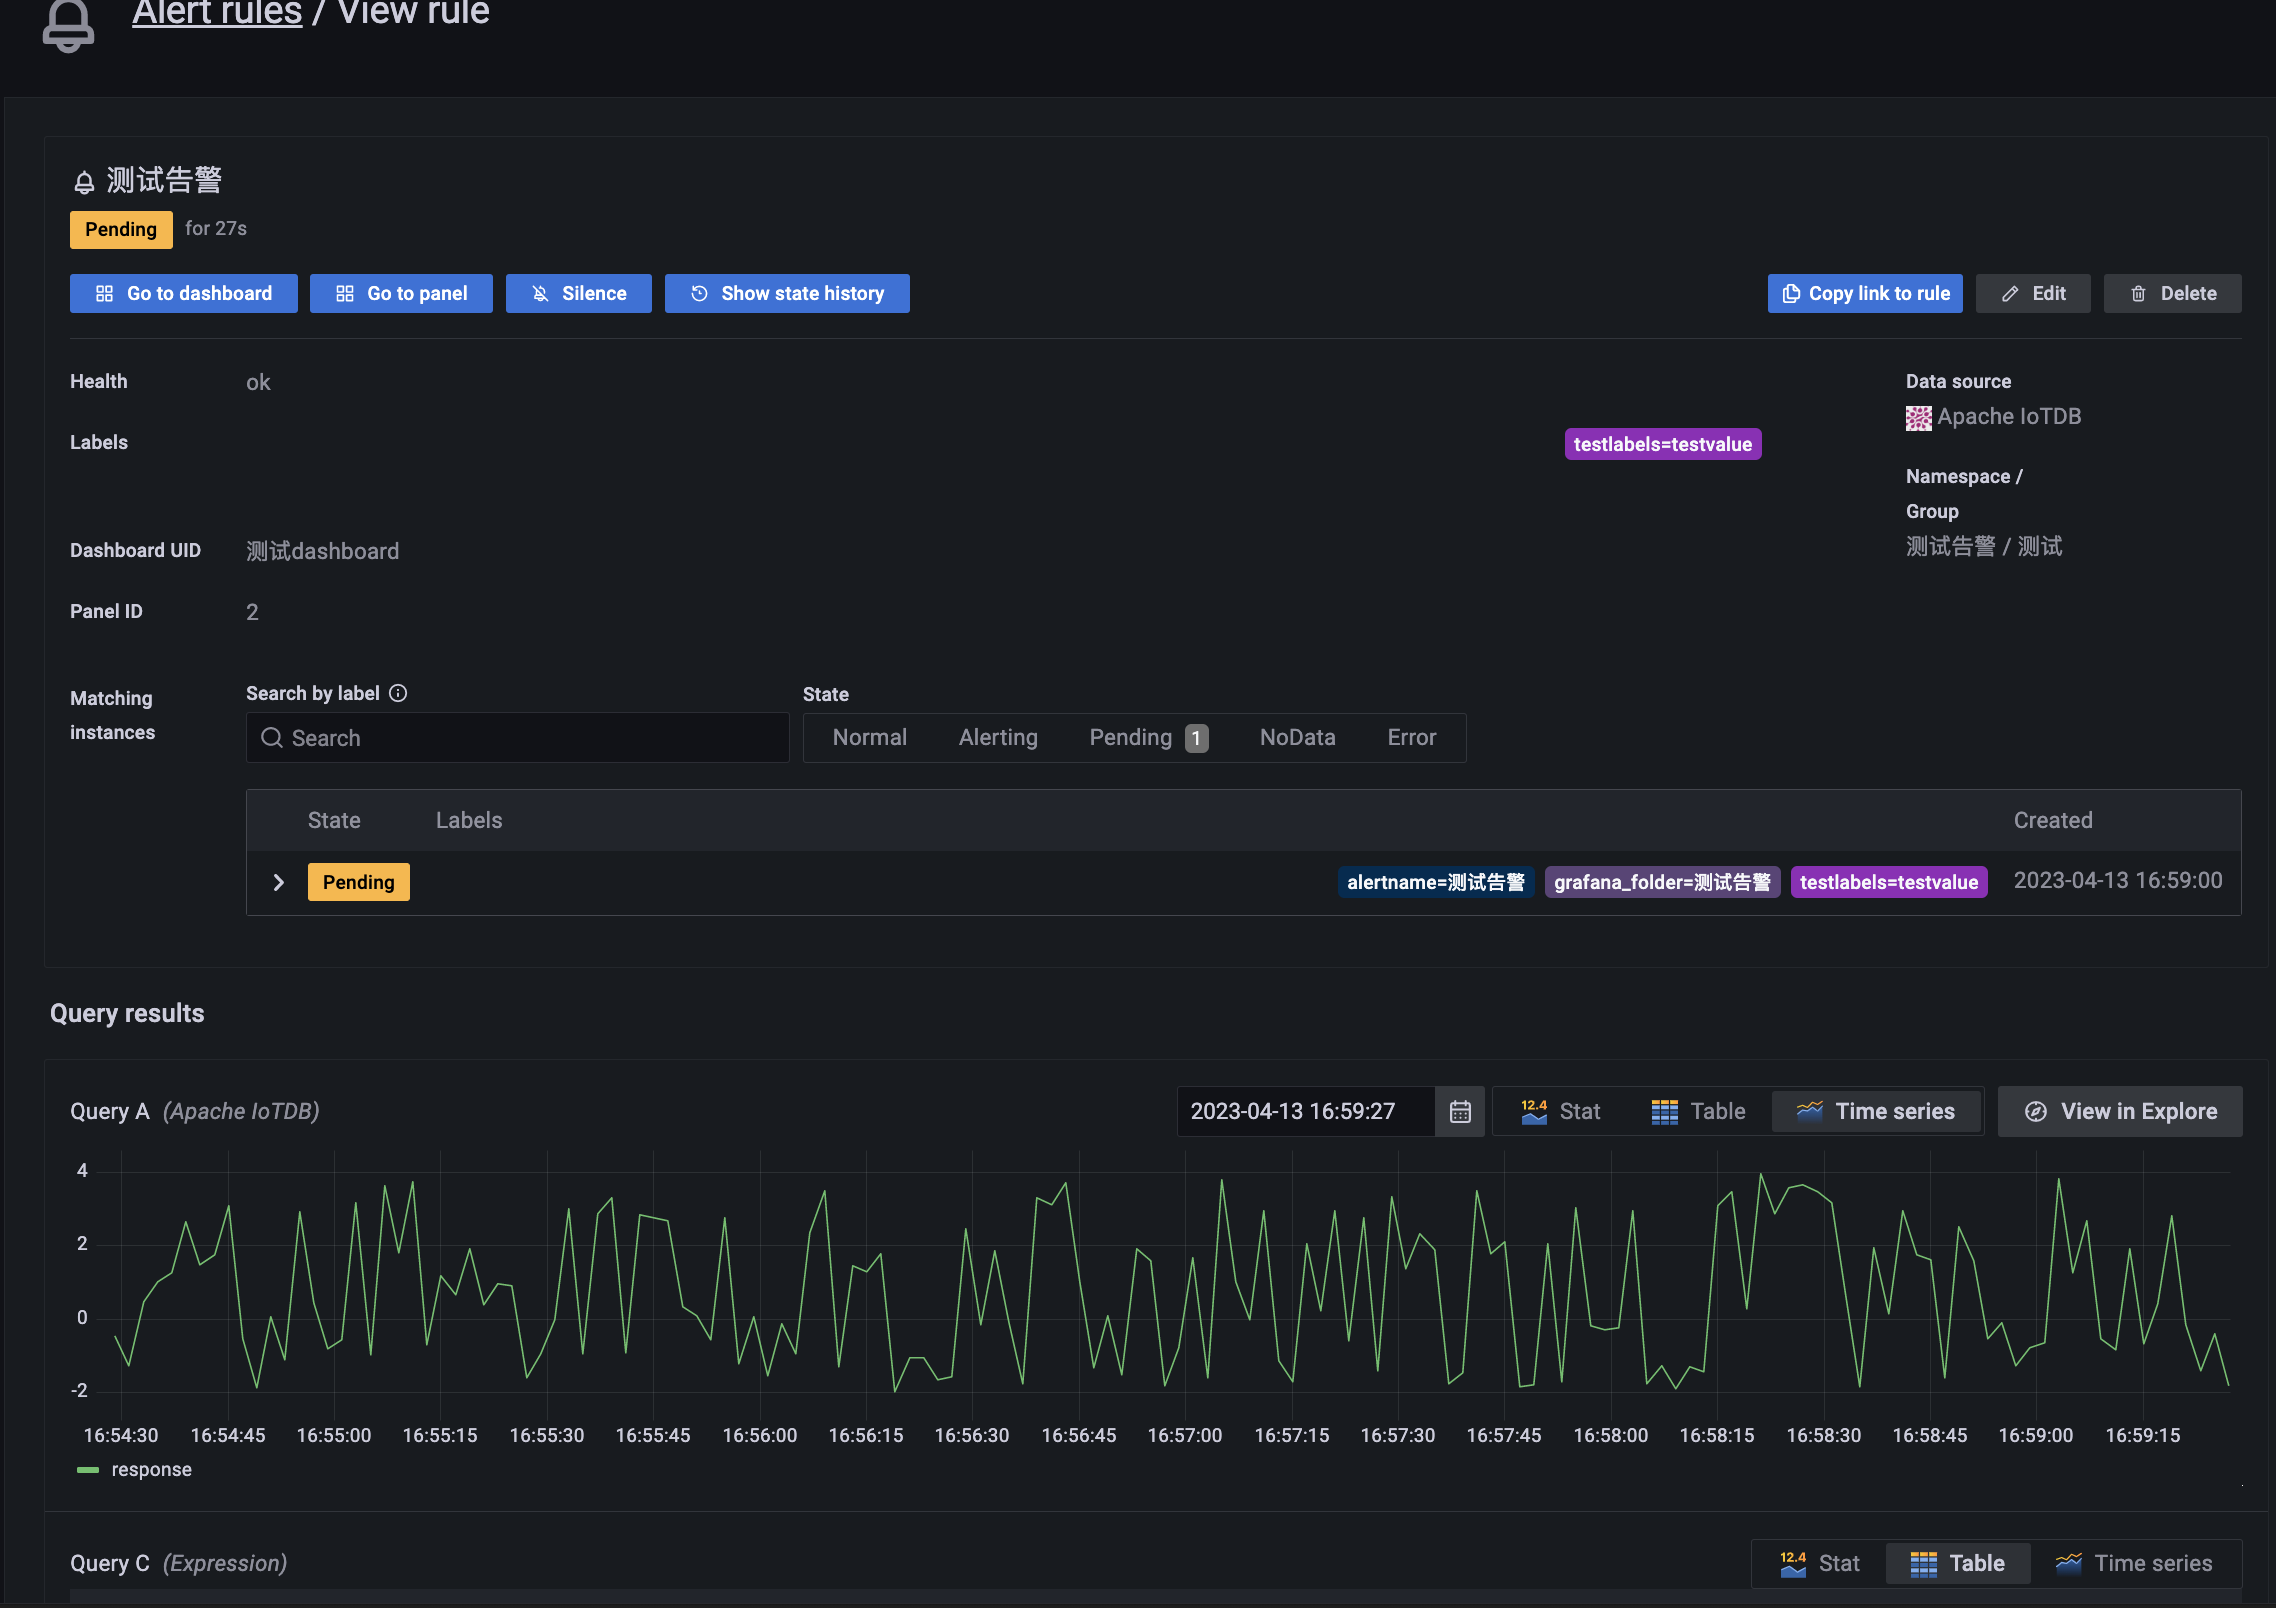 Alert rules / View rule
测试告警
Pending for 27s
Go to dashboard Go to panel Silence Show state history Copy link to rule Edit Delete
Health ok
Data source
Apache IoTDB
Labels testlabels=testvalue
Namespace /
Group
测试告警 / 测试
Dashboard UID 测试dashboard
Panel ID 2
Matching
instances
Search by label State
Search Normal Alerting Pending 1 NoData Error
State Labels Created
Pending alertname=测试告警 grafana_folder=测试告警 testlabels=testvalue 2023-04-13 16:59:00
Query results
Query A (Apache IoTDB) 2023-04-13 16:59:27 12.4 Stat Table Time series View in Explore
4
2
0
-2
16:54:30 16:54:45 16:55:00 16:55:15 16:55:30 16:55:45 16:56:00 16:56:15 16:56:30 16:56:45 16:57:00 16:57:15 16:57:30 16:57:45 16:58:00 16:58:15 16:58:30 16:58:45 16:59:00 16:59:15
response
Query C (Expression) 12.4 Stat Table Time series